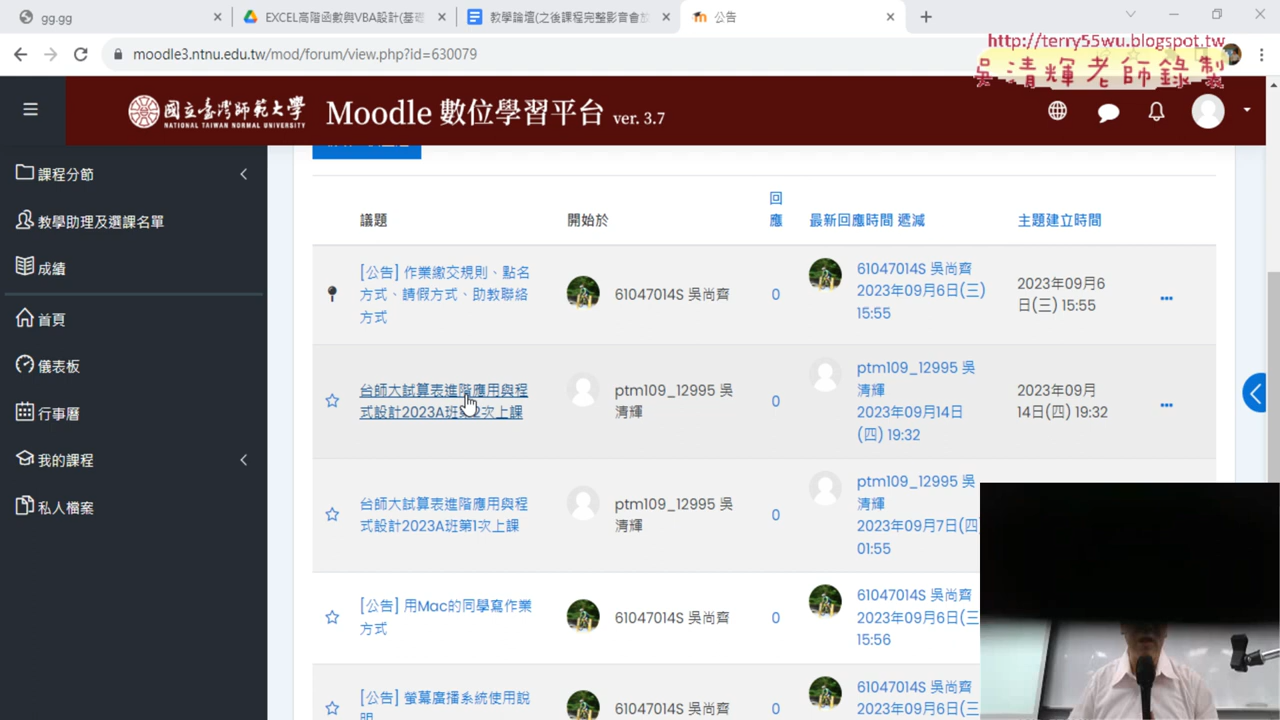 gg.gg
EXCEL高階函數與VBA設計(基礎
教學論壇(之後課程完整影音會放
公告
moodle3.ntnu.edu.tw/mod/forum/view.php?id=630079
http://terry55wu.blogspot.tw
吳清輝老師錄製
國立臺灣師範大學
NATIONAL TAIWAN NORMAL UNIVERSITY
Moodle 數位學習平台 ver. 3.7
課程分節
教學助理及選課名單
成績
首頁
儀表板
行事曆
我的課程
私人檔案
議題
開始於
回
應
最新回應時間 遞減
主題建立時間
[公告] 作業繳交規則、點名
方式、請假方式、助教聯絡
方式
61047014S 吳尚齊
0
61047014S 吳尚齊
2023年09月6日(三)
15:55
2023年09月6
日(三) 15:55
台師大試算表進階應用與程
式設計2023A班第2次上課
ptm109_12995 吳
清輝
0
ptm109_12995 吳
清輝
2023年09月14日
(四) 19:32
2023年09月
14日(四) 19:32
台師大試算表進階應用與程
式設計2023A班第1次上課
ptm109_12995 吳
清輝
0
ptm109_12995 吳
清輝
2023年09月7日(四
01:55
[公告] 用Mac的同學寫作業
方式
61047014S 吳尚齊
0
61047014S 吳尚齊
2023年09月6日(三
15:56
[公告] 螢幕廣播系統使用說
明
61047014S 吳尚齊
0
61047014S 吳尚齊
2023年09月6日(三